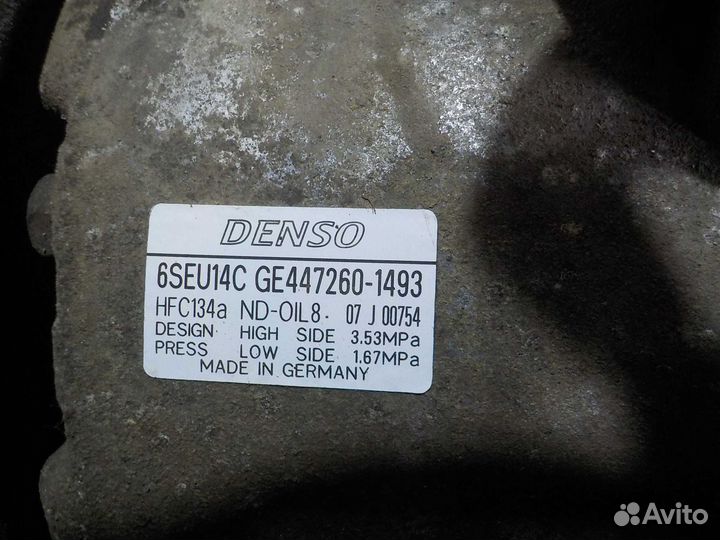 DENSO
6SEU14C GE447260-1493
HFC134a ND-OIL8· 07 J 00754
DESIGN HIGH SIDE 3.53MPa
PRESS LOW SIDE 1.67MPa
MADE IN GERMANY
Avito